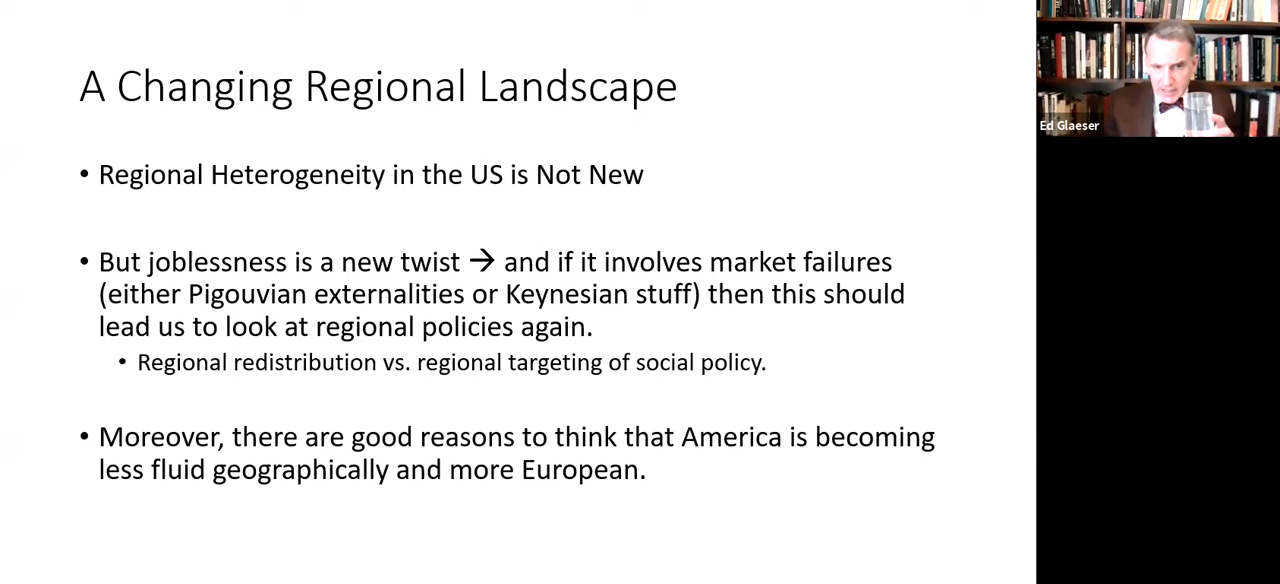 A Changing Regional Landscape
• Regional Heterogeneity in the US is Not New
• But joblessness is a new twist → and if it involves market failures
(either Pigouvian externalities or Keynesian stuff) then this should
lead us to look at regional policies again.
• Regional redistribution vs. regional targeting of social policy.
• Moreover, there are good reasons to think that America is becoming
less fluid geographically and more European.
Ed Glaeser